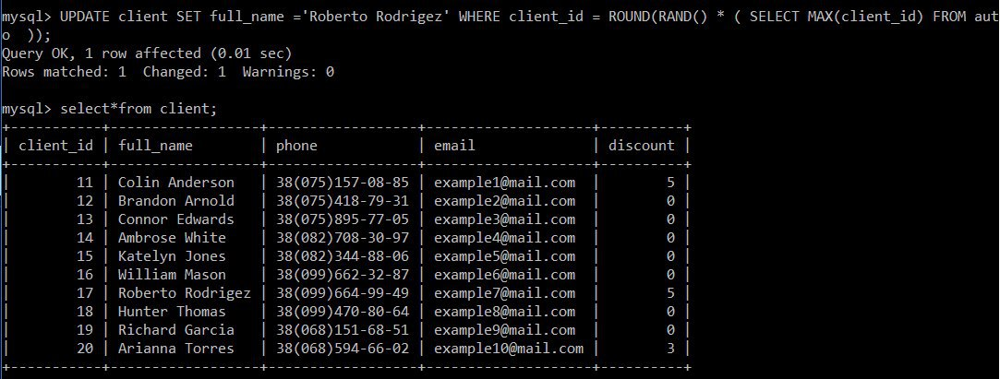 mysql> UPDATE client SET full_name ='Roberto Rodrigez' WHERE client_id = ROUND(RAND() * ( SELECT MAX(client_id) FROM aut
o  ));
Query OK, 1 row affected (0.01 sec)
Rows matched: 1  Changed: 1  Warnings: 0
mysql> select*from client;
+-----------+------------------+-----------------+--------------------+----------+
| client_id | full_name        | phone           | email              | discount |
+-----------+------------------+-----------------+--------------------+----------+
|        11 | Colin Anderson   | 38(075)157-08-85 | example1@mail.com  |        5 |
|        12 | Brandon Arnold   | 38(075)418-79-31 | example2@mail.com  |        0 |
|        13 | Connor Edwards   | 38(075)895-77-05 | example3@mail.com  |        0 |
|        14 | Ambrose White    | 38(082)708-30-97 | example4@mail.com  |        0 |
|        15 | Katelyn Jones    | 38(082)344-88-06 | example5@mail.com  |        0 |
|        16 | William Mason    | 38(099)662-32-87 | example6@mail.com  |        0 |
|        17 | Roberto Rodrigez | 38(099)664-99-49 | example7@mail.com  |        5 |
|        18 | Hunter Thomas    | 38(099)470-80-64 | example8@mail.com  |        0 |
|        19 | Richard Garcia   | 38(068)151-68-51 | example9@mail.com  |        0 |
|        20 | Arianna Torres   | 38(068)594-66-02 | example10@mail.com |        3 |
+-----------+------------------+-----------------+--------------------+----------+